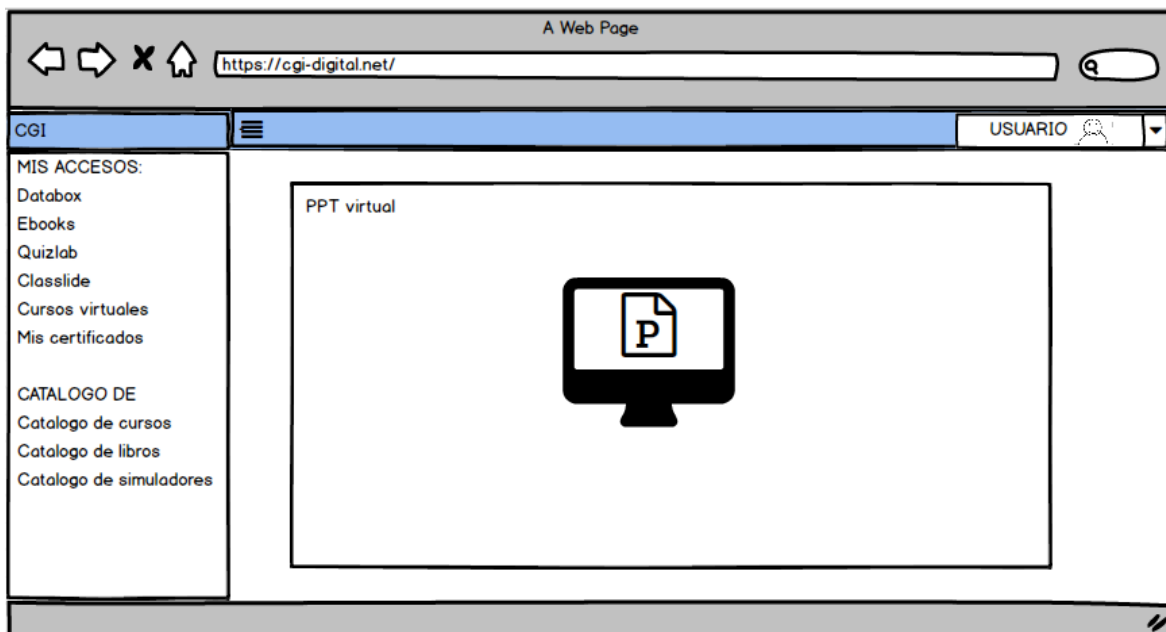 A Web Page
https://cgi-digital.net/
CGI
USUARIO
MIS ACCESOS:
Databox
Ebooks
Quizlab
Classlide
Cursos virtuales
Mis certificados
CATALOGO DE
Catalogo de cursos
Catalogo de libros
Catalogo de simuladores
PPT virtual
P